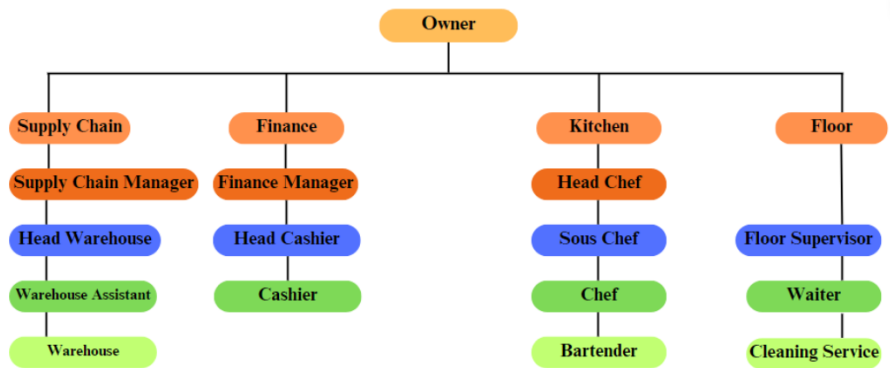 Owner
Supply Chain
Finance
Kitchen
Floor
Supply Chain Manager
Finance Manager
Head Chef
Head Warehouse
Head Cashier
Sous Chef
Floor Supervisor
Warehouse Assistant
Cashier
Chef
Waiter
Warehouse
Bartender
Cleaning Service